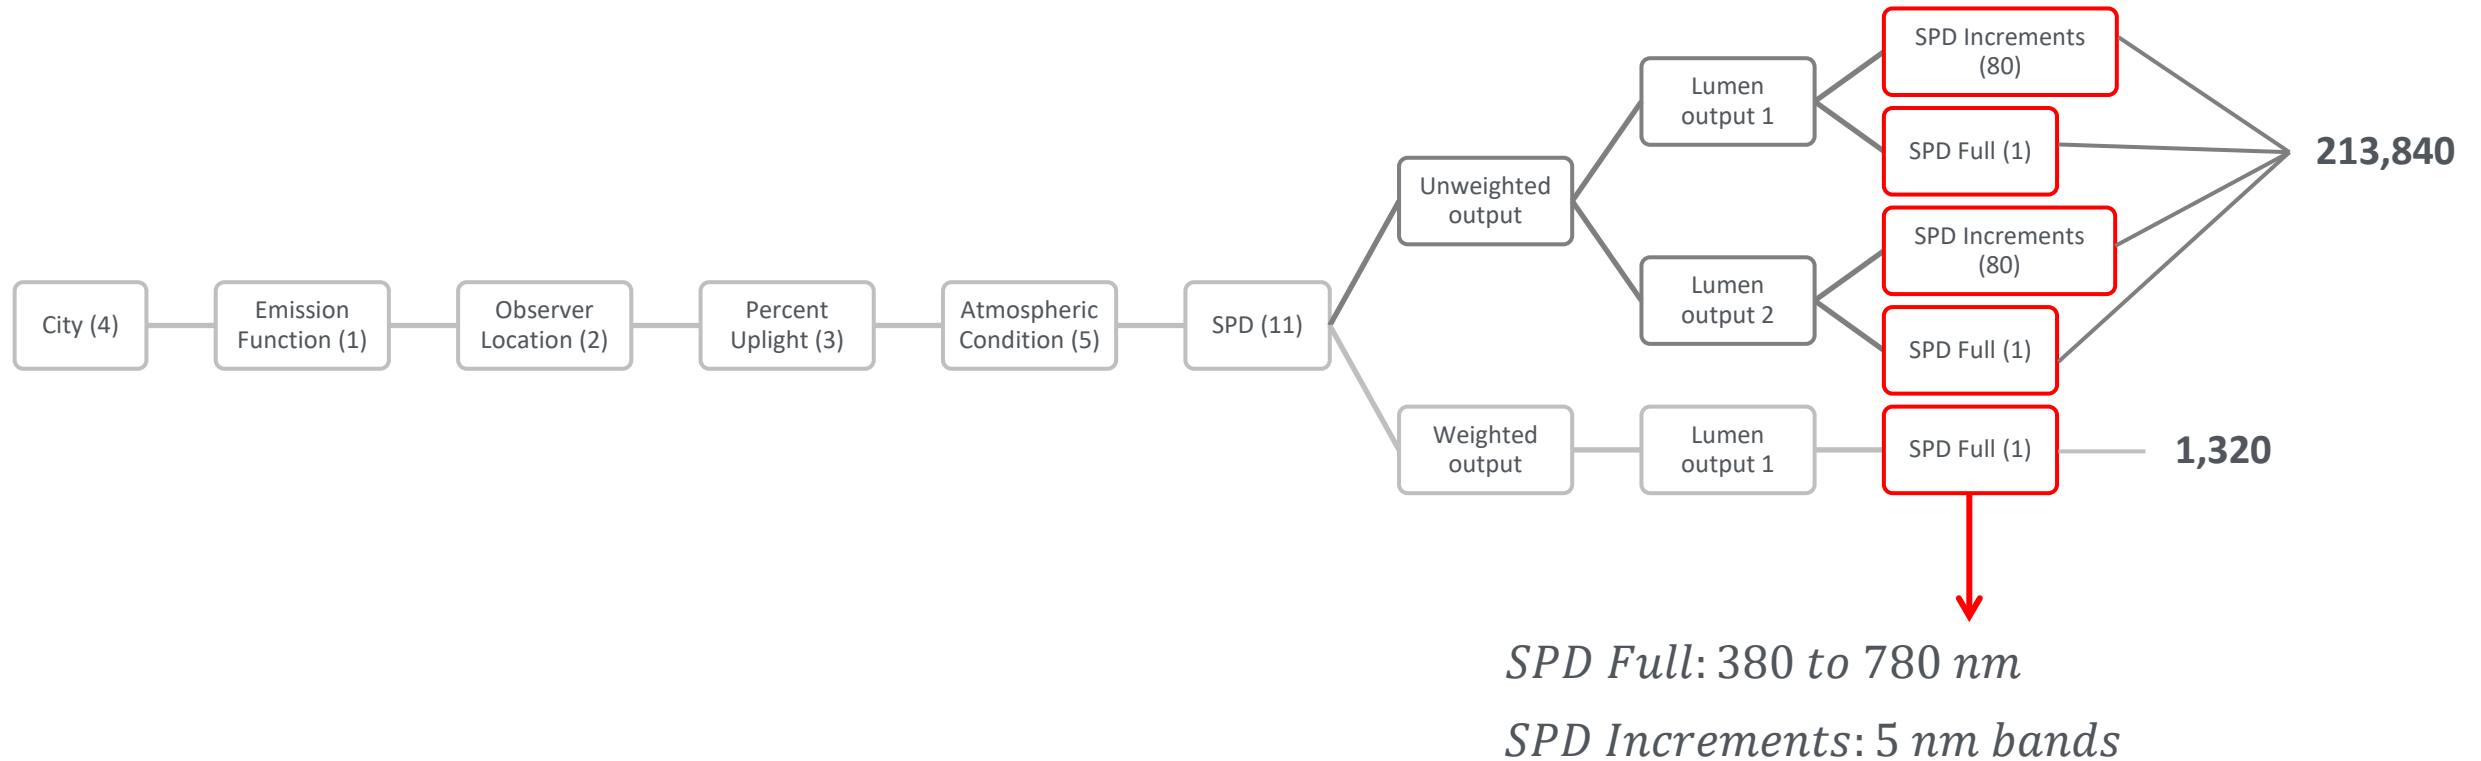 City (4)
Emission
Function (1)
Observer
Location (2)
Percent
Uplight (3)
Atmospheric
Condition (5)
SPD (11)
Unweighted
output
Lumen
output 1
SPD Increments
(80)
SPD Full (1)
Lumen
output 2
SPD Increments
(80)
SPD Full (1)
213,840
Weighted
output
Lumen
output 1
SPD Full (1)
1,320
SPD Full: 380 to 780 nm
SPD Increments: 5 nm bands